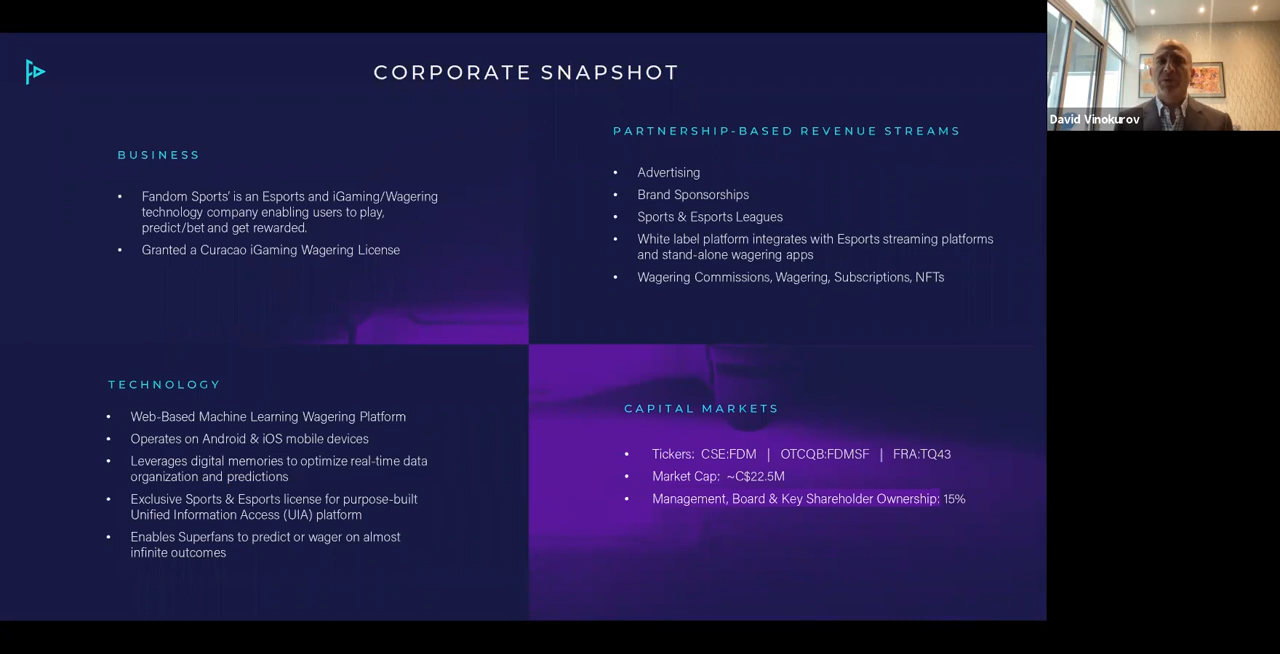 CORPORATE SNAPSHOT
BUSINESS
• Fandom Sports' is an Esports and iGaming/Wagering
technology company enabling users to play,
predict/bet and get rewarded.
• Granted a Curacao iGaming Wagering License
PARTNERSHIP-BASED REVENUE STREAMS
• Advertising
• Brand Sponsorships
• Sports & Esports Leagues
• White label platform integrates with Esports streaming platforms
and stand-alone wagering apps
• Wagering Commissions, Wagering, Subscriptions, NFTs
TECHNOLOGY
• Web-Based Machine Learning Wagering Platform
• Operates on Android & iOS mobile devices
• Leverages digital memories to optimize real-time data
organization and predictions
• Exclusive Sports & Esports license for purpose-built
Unified Information Access (UIA) platform
• Enables Superfans to predict or wager on almost
infinite outcomes
CAPITAL MARKETS
• Tickers: CSE:FDM | OTCQB:FDMSF | FRA:TQ43
• Market Cap: ~C$22.5M
• Management, Board & Key Shareholder Ownership: 15%
David Vinokurov